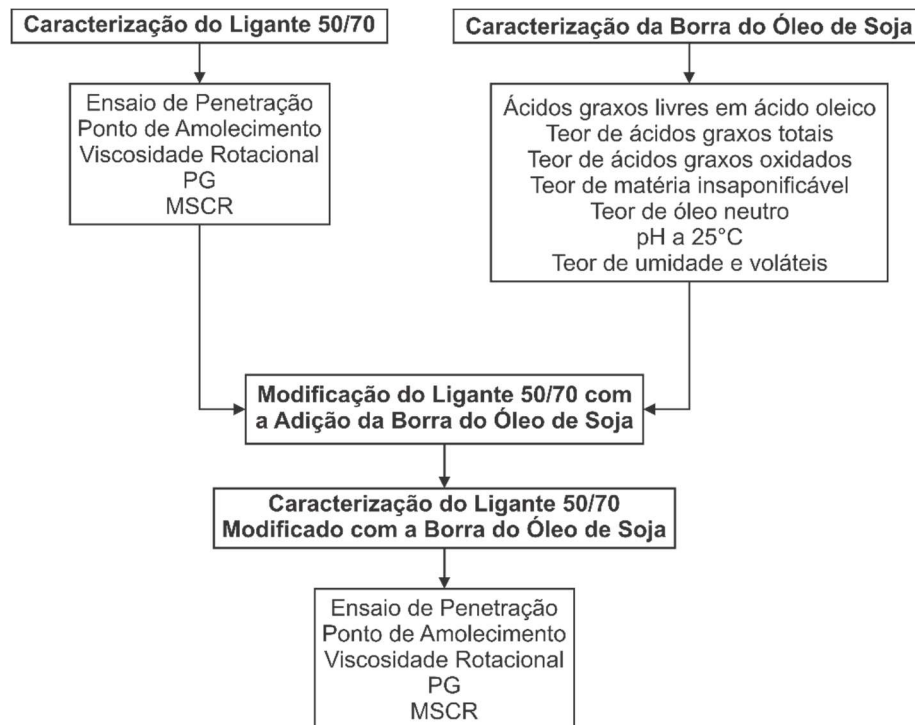 Caracterização do Ligante 50/70
Caracterização da Borra do Óleo de Soja
Ensaio de Penetração
Ponto de Amolecimento
Viscosidade Rotacional
PG
MSCR
Ácidos graxos livres em ácido oleico
Teor de ácidos graxos totais
Teor de ácidos graxos oxidados
Teor de matéria insaponificável
Teor de óleo neutro
pH a 25°C
Teor de umidade e voláteis
Modificação do Ligante 50/70 com
a Adição da Borra do Óleo de Soja
Caracterização do Ligante 50/70
Modificado com a Borra do Óleo de Soja
Ensaio de Penetração
Ponto de Amolecimento
Viscosidade Rotacional
PG
MSCR